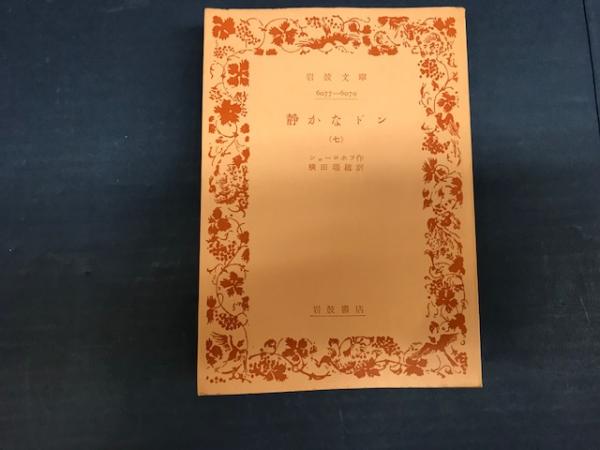 岩波文庫
6077—6079
静かなドン
(七)
ショーロホフ作
横田瑞穂訳
岩波書店